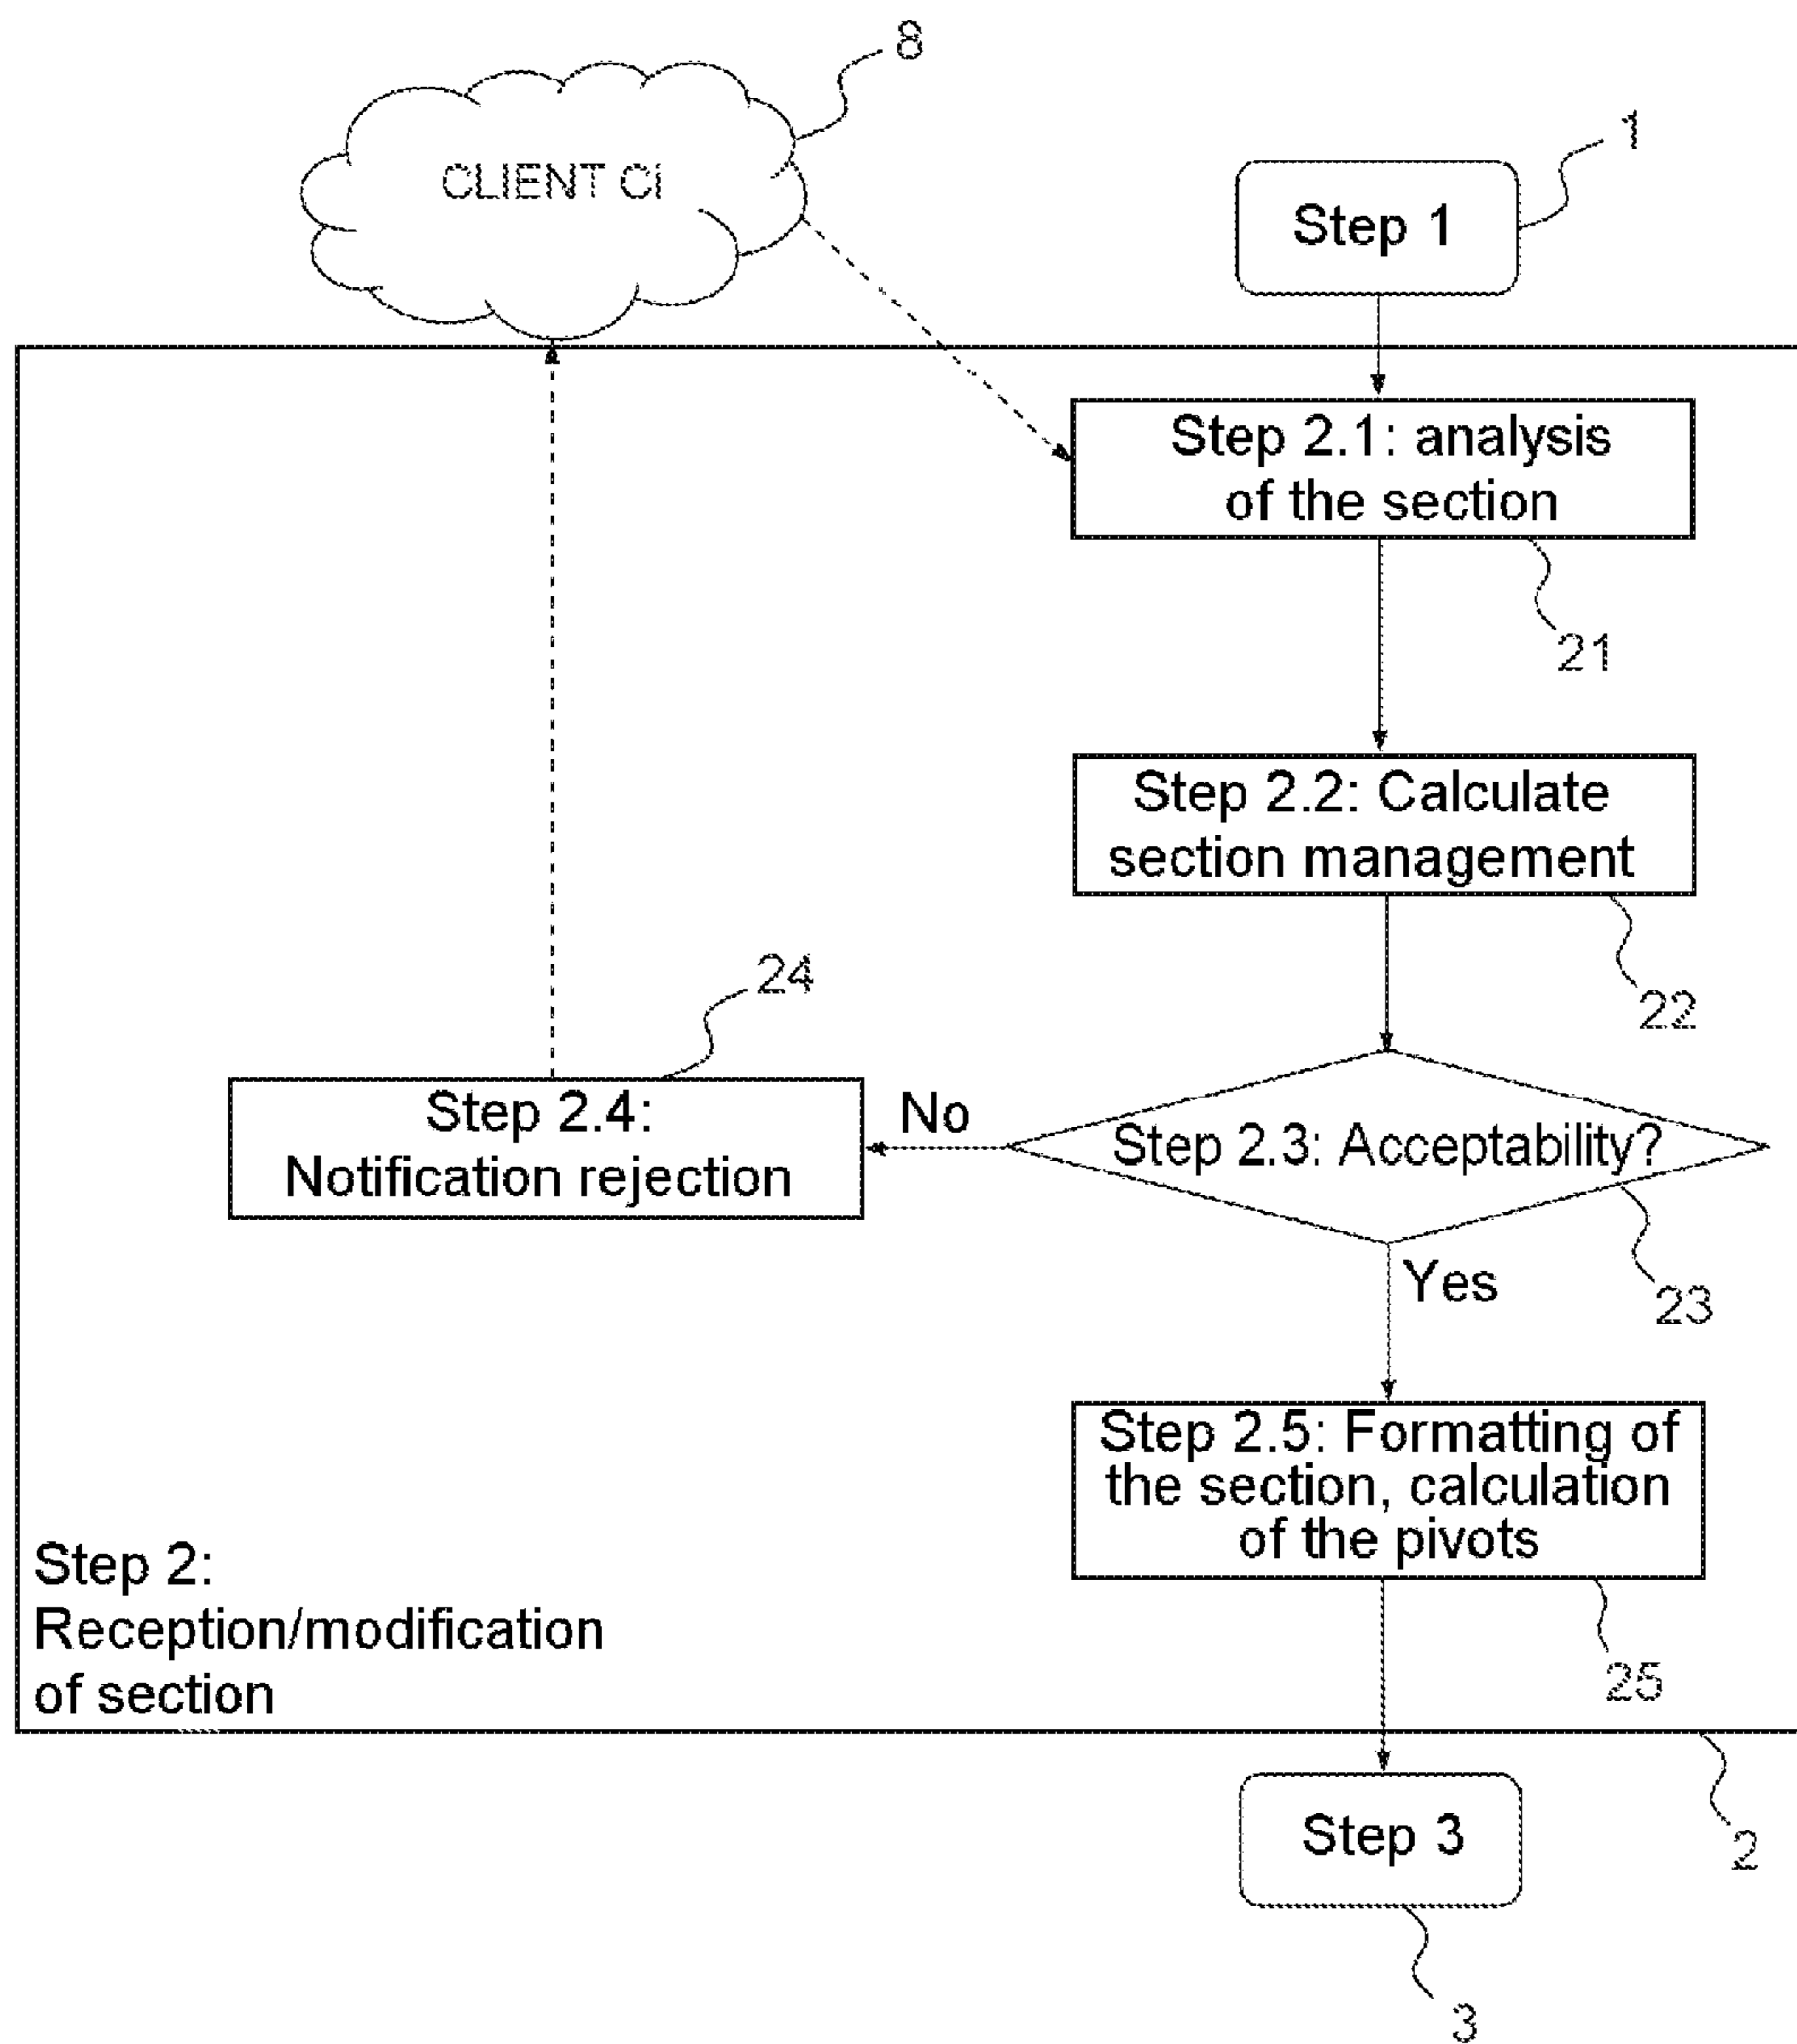 8
CLIENT Ci
1
Step 1
Step 2.1: analysis
of the section
21
Step 2.2: Calculate
section management
22
24
Step 2.4:
Notification rejection
No
Step 2.3: Acceptability?
23
Yes
Step 2.5: Formatting of
the section, calculation
of the pivots
25
Step 2:
Reception/modification
of section
2
Step 3
3